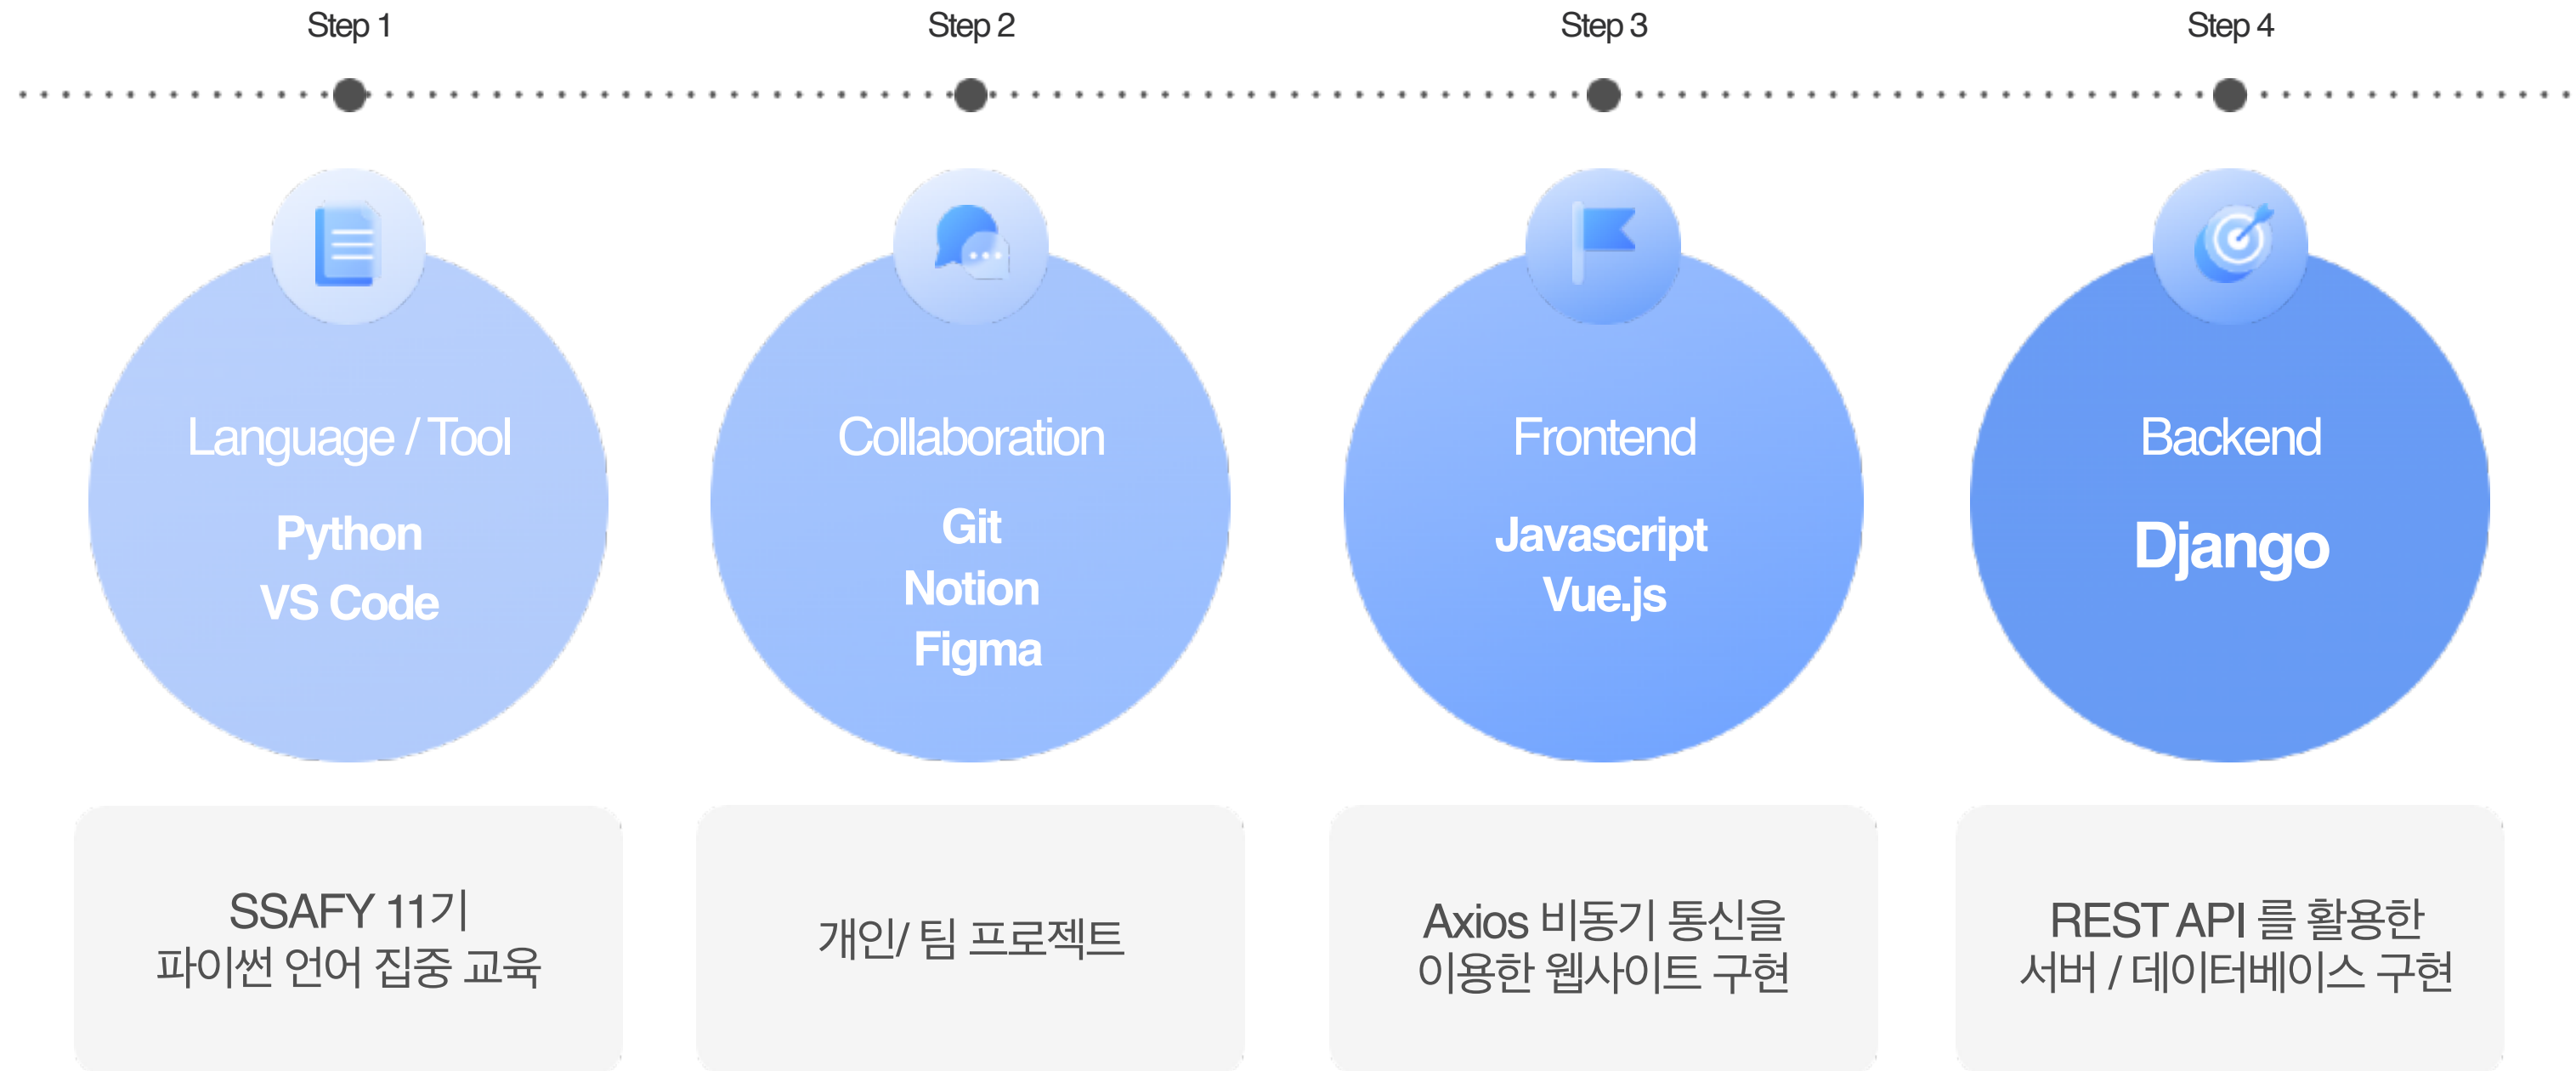 Step 1
Step 2
Step 3
Step 4
Language / Tool
Python
VS Code
Collaboration
Git
Notion
Figma
Frontend
Javascript
Vue.js
Backend
Django
SSAFY 11기
파이썬 언어 집중 교육
개인/ 팀 프로젝트
Axios 비동기 통신을
이용한 웹사이트 구현
REST API 를 활용한
서버 / 데이터베이스 구현